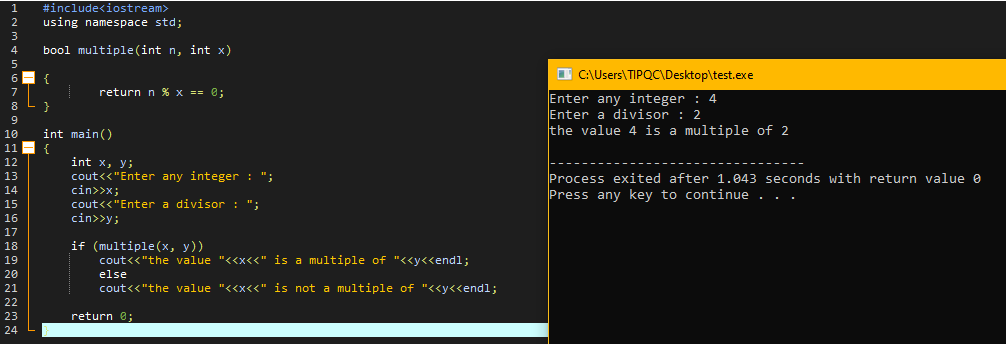 1 #include<iostream>
2 using namespace std;
3
4 bool multiple(int n, int x)
5
6 {
7 return n % x == 0;
8 }
9
10 int main()
11 {
12 int x, y;
13 cout<<"Enter any integer : ";
14 cin>>x;
15 cout<<"Enter a divisor : ";
16 cin>>y;
17
18 if (multiple(x, y))
19 cout<<"the value "<<x<<" is a multiple of "<<y<<endl;
20 else
21 cout<<"the value "<<x<<" is not a multiple of "<<y<<endl;
22
23 return 0;
24 }
C:\Users\TIPQC\Desktop\test.exe
Enter any integer : 4
Enter a divisor : 2
the value 4 is a multiple of 2
--------------------------------
Process exited after 1.043 seconds with return value 0
Press any key to continue . . .